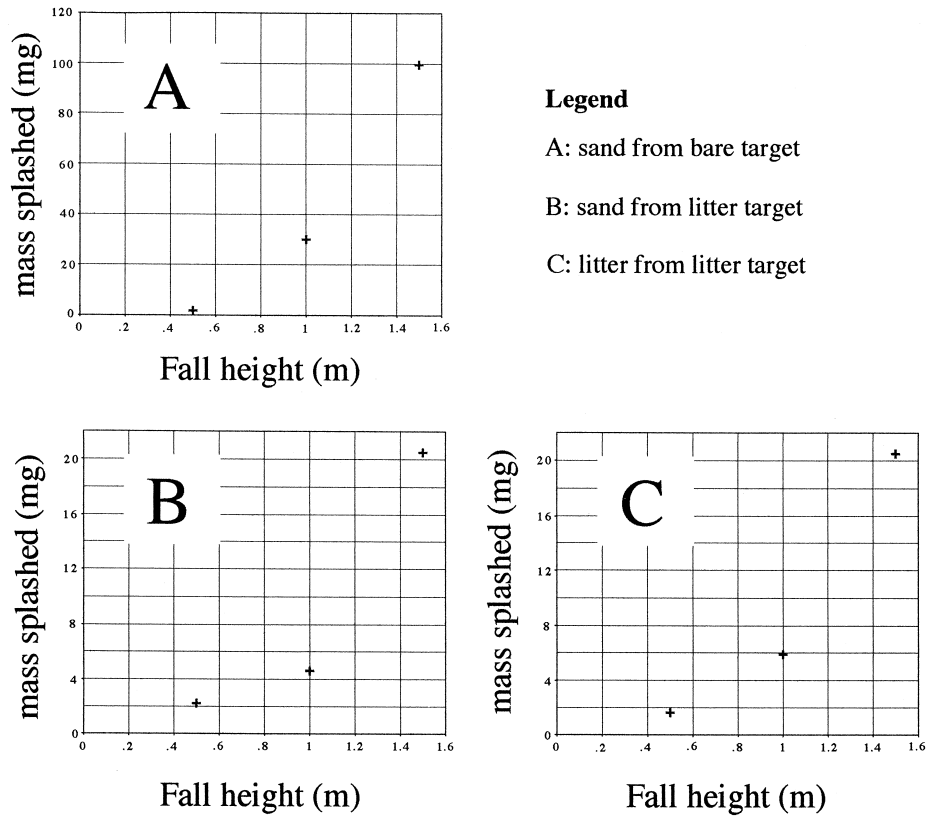 120
100
80
60
40
20
0
mass splashed (mg)
A
0 .2 .4 .6 .8 1 1.2 1.4 1.6
Fall height (m)
Legend
A: sand from bare target
B: sand from litter target
C: litter from litter target
20
16
12
8
4
0
mass splashed (mg)
B
0 .2 .4 .6 .8 1 1.2 1.4 1.6
Fall height (m)
20
16
12
8
4
0
mass splashed (mg)
C
0 .2 .4 .6 .8 1 1.2 1.4 1.6
Fall height (m)